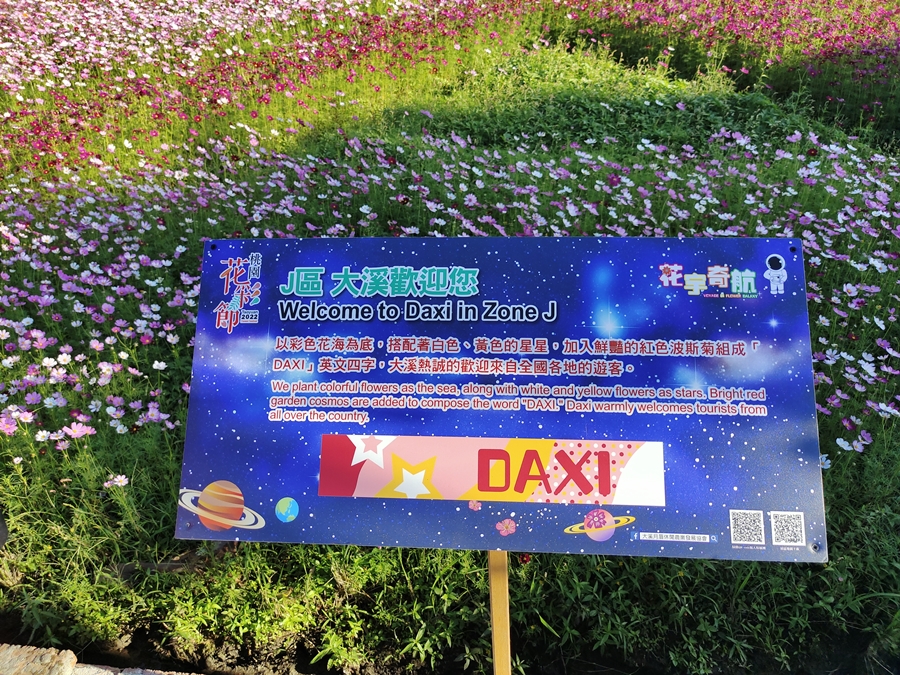 桃園
花彩節
2022
J區 大溪歡迎您
Welcome to Daxi in Zone J
花宇奇航
VOYAGE A FLOWER GALAXY
以彩色花海為底，搭配著白色、黃色的星星，加入鮮豔的紅色波斯菊組成「
DAXI」英文四字，大溪熱誠的歡迎來自全國各地的遊客。
We plant colorful flowers as the sea, along with white and yellow flowers as stars. Bright red
garden cosmos are added to compose the word "DAXI." Daxi warmly welcomes tourists from
all over the country.
DAXI